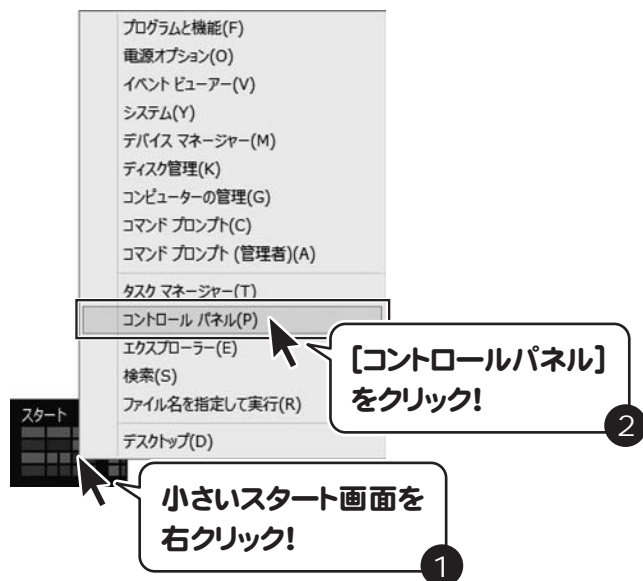 プログラムと機能(F)
電源オプション(O)
イベント ビューアー(V)
システム(Y)
デバイス マネージャー(M)
ディスク管理(K)
コンピューターの管理(G)
コマンド プロンプト(C)
コマンド プロンプト (管理者)(A)
タスク マネージャー(T)
コントロール パネル(P)
エクスプローラー(E)
検索(S)
ファイル名を指定して実行(R)
デスクトップ(D)
[コントロールパネル]
をクリック!
2
スタート
小さいスタート画面を
右クリック!
1